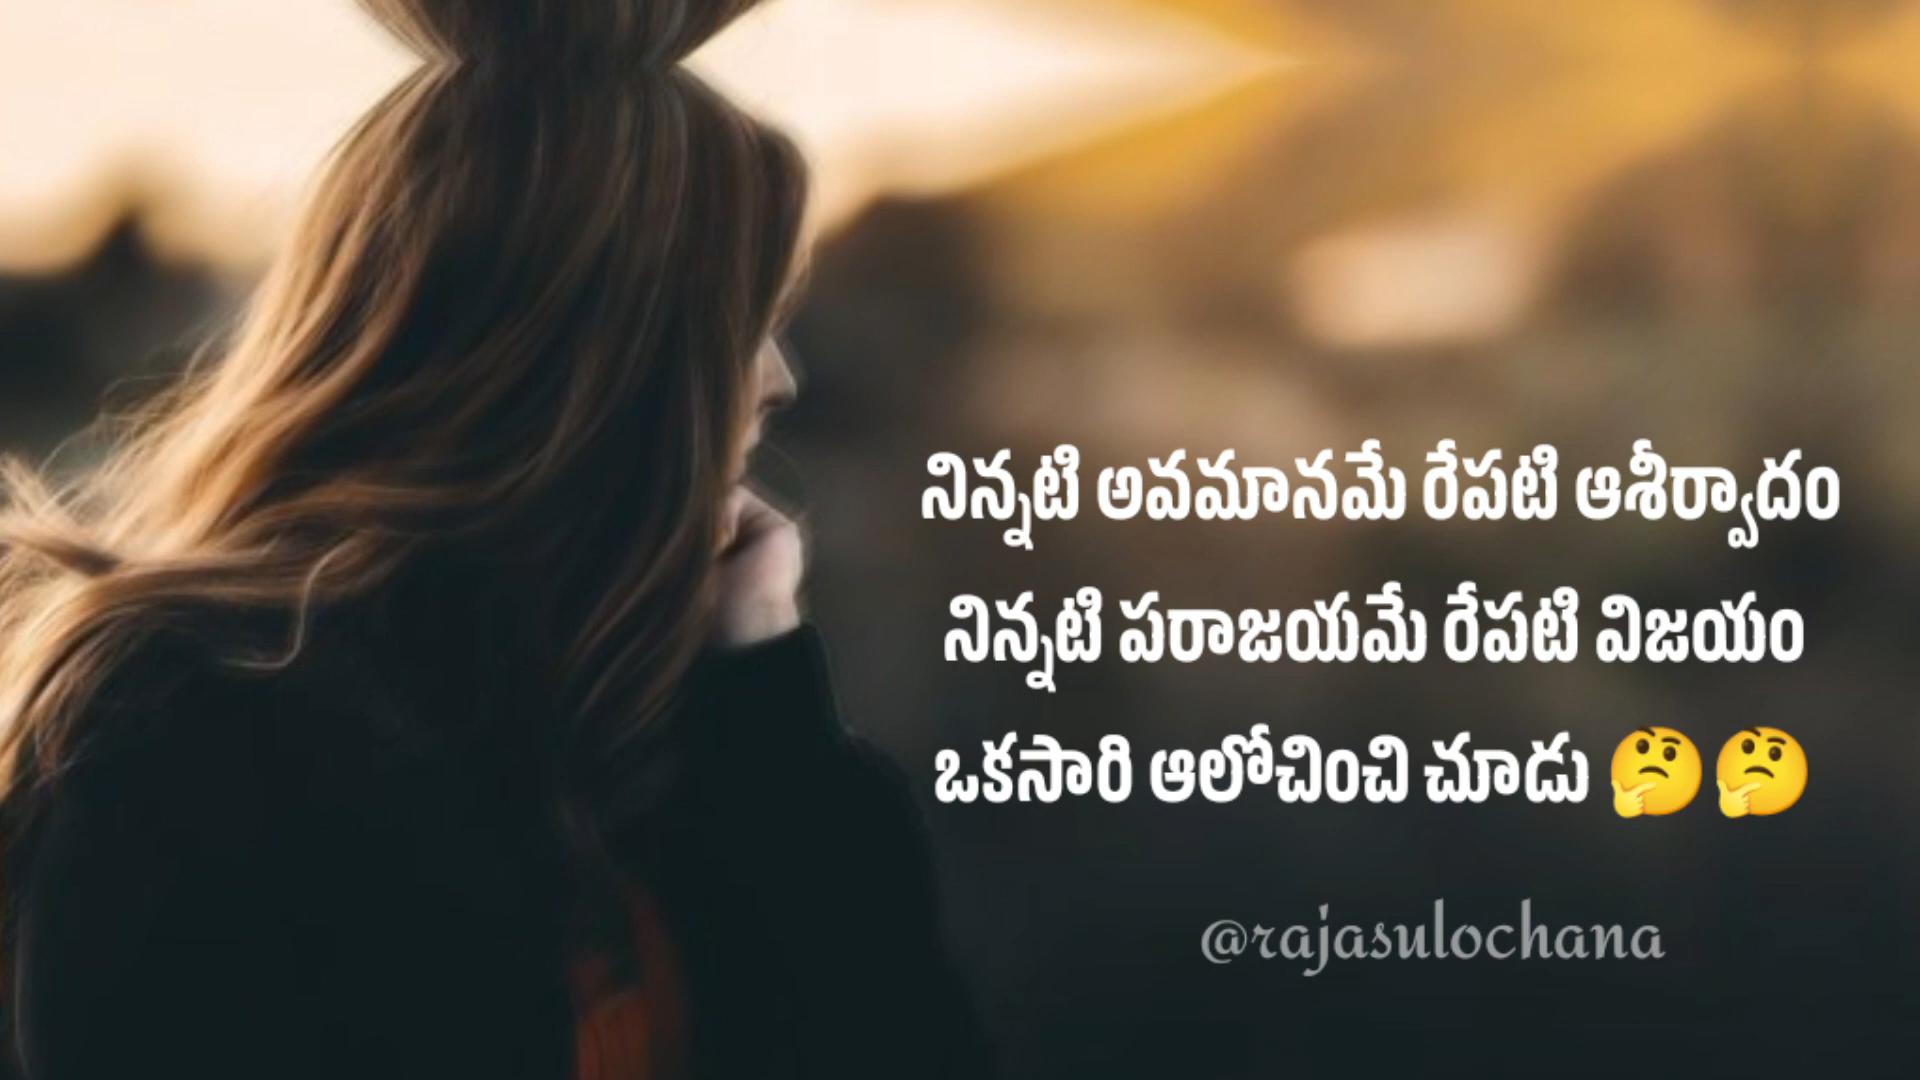 నిన్నటి అవమానమే రేపటి ఆశీర్వాదం
నిన్నటి పరాజయమే రేపటి విజయం
ఒకసారి ఆలోచించి చూడు 🤔🤔
@rajasulochana